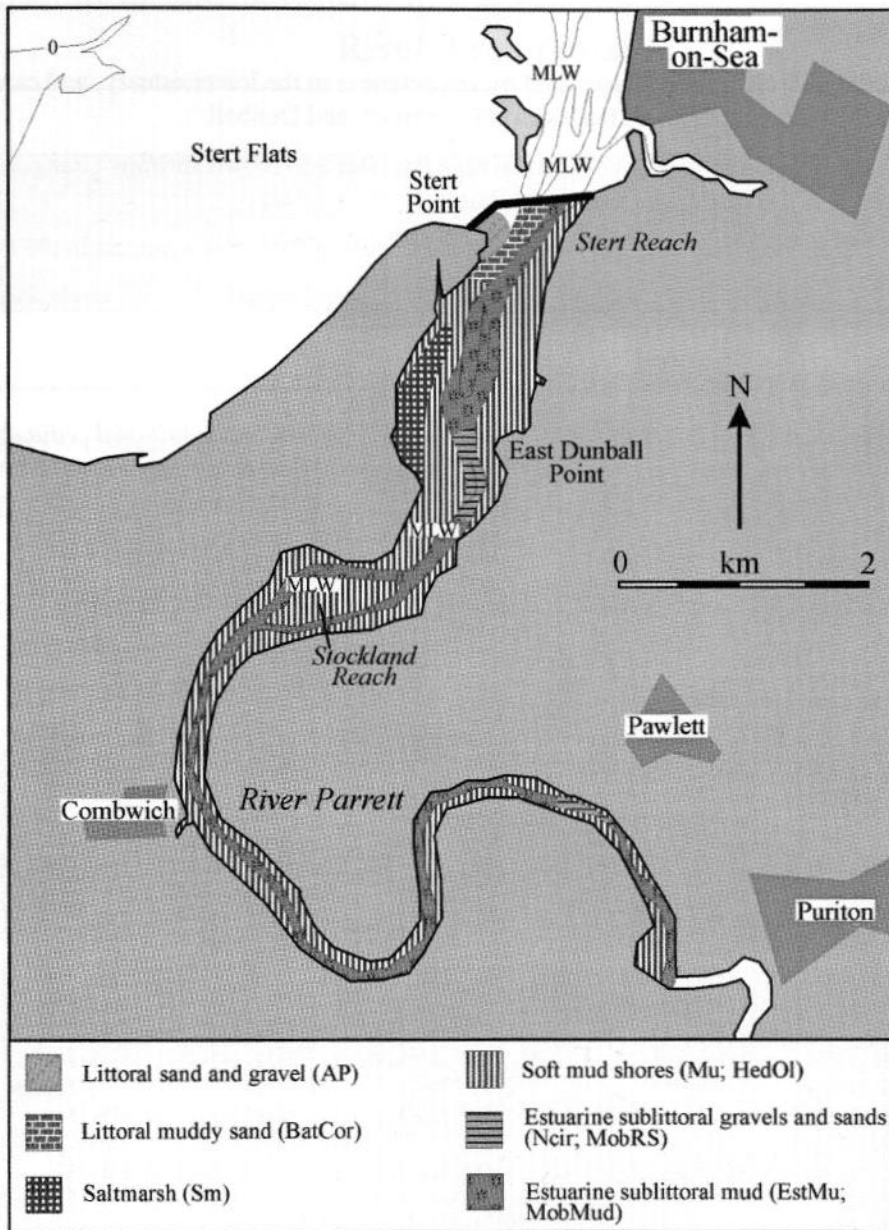 0
MLW
Burnham-
on-Sea
Stert Flats
MLW
Stert
Point
Stert Reach
N
East Dunball
Point
MLW
0 km 2
MLW
Stockland
Reach
Pawlett
Combwich
River Parrett
Puriton
Littoral sand and gravel (AP)
Littoral muddy sand (BatCor)
Saltmarsh (Sm)
Soft mud shores (Mu; HedOl)
Estuarine sublittoral gravels and sands
(Ncir; MobRS)
Estuarine sublittoral mud (EstMu;
MobMud)